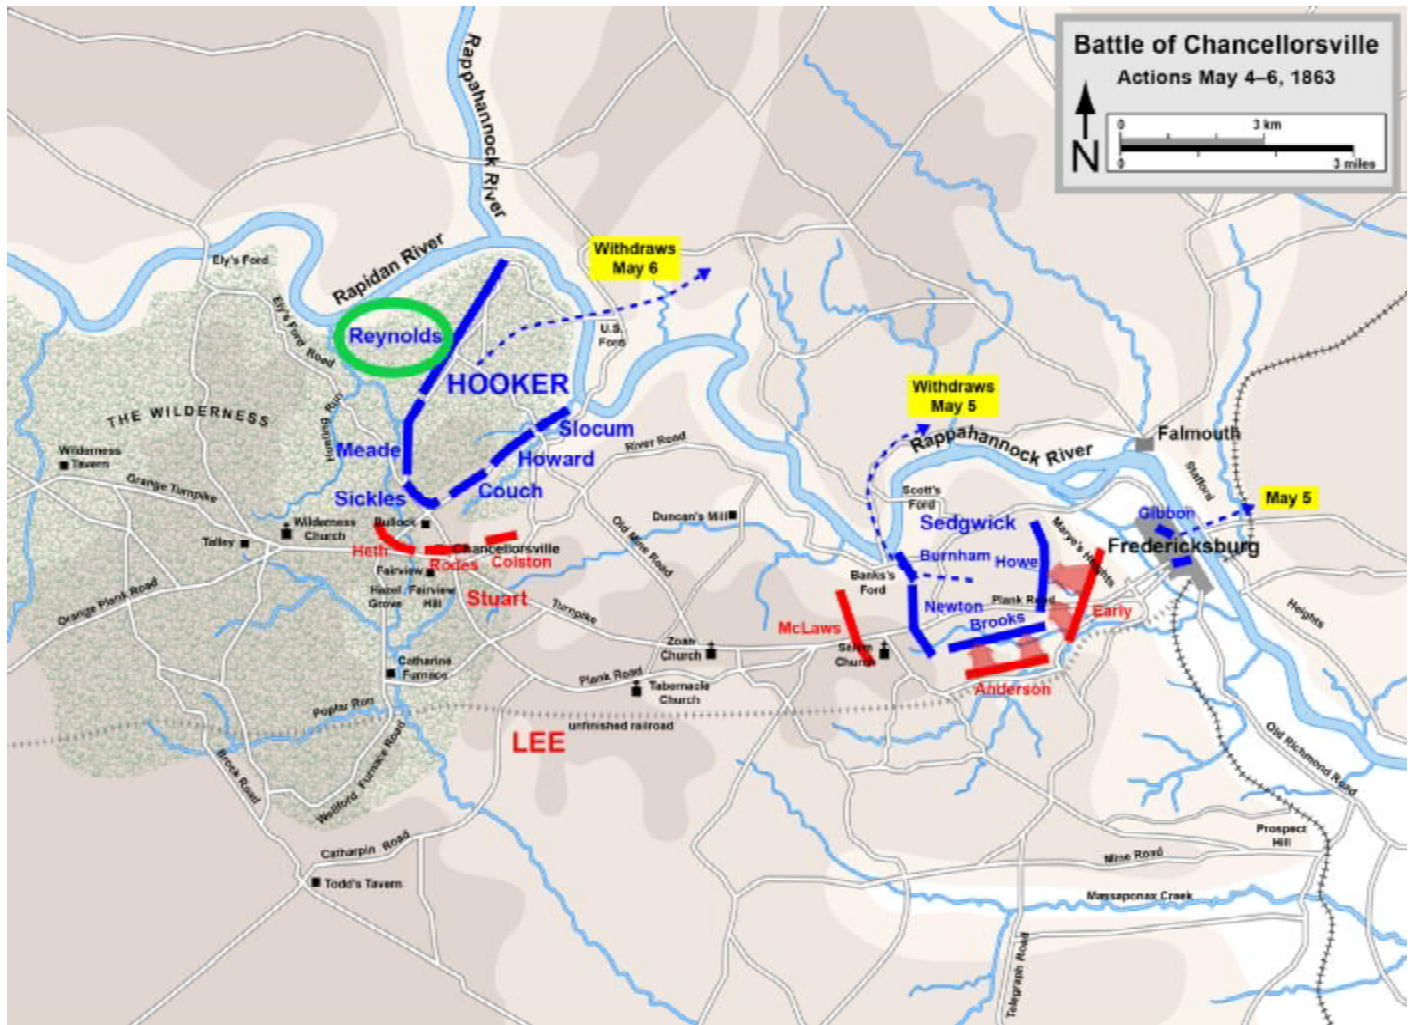 Battle of Chancellorsville
Actions May 4–6, 1863
N
0
3 km
0
3 miles
Rappahannock River
Rapidan River
Ely's Ford
Ely's Ford Road
Withdraws
May 6
U.S.
Ford
Reynolds
HOOKER
Slocum
Howard
Couch
Meade
Sickles
THE WILDERNESS
Wilderness
Tavern
Orange Turnpike
Wilderness
Church
Talley
Bullock
Heth
Chancellorsville
Rodes
Colston
Fairview
Hazel
Grove
Fairview
Hill
Stuart
Orange Plank Road
River Road
Duncan's Mill
Old Mine Road
Turnpike
Zoan
Church
Plank Road
Tabernacle
Church
unfinished railroad
Catharine
Furnace
Poplar Run
LEE
Brock Road
Wellford Furnace Road
Catharpin Road
Todd's Tavern
Withdraws
May 5
Rappahannock River
Falmouth
Stafford
Heights
May 5
Gibbon
Fredericksburg
Marye's Heights
Scott's
Ford
Sedgwick
Burnham
Howe
Banks's
Ford
Plank Road
Newton
Brooks
Early
McLaws
Salem
Church
Anderson
Old Richmond Road
Prospect
Hill
Mine Road
Massaponax Creek
Telegraph Road